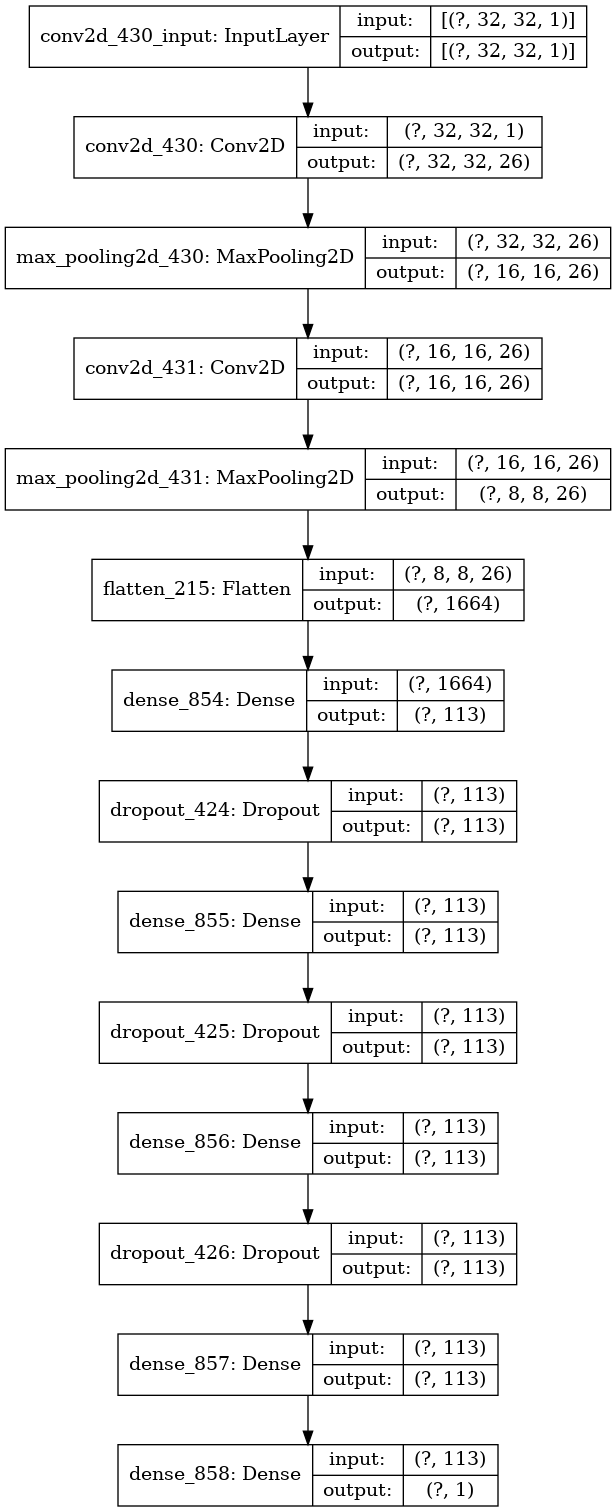 conv2d_430_input: InputLayer
input: [(?, 32, 32, 1)]
output: [(?, 32, 32, 1)]
conv2d_430: Conv2D
input: (?, 32, 32, 1)
output: (?, 32, 32, 26)
max_pooling2d_430: MaxPooling2D
input: (?, 32, 32, 26)
output: (?, 16, 16, 26)
conv2d_431: Conv2D
input: (?, 16, 16, 26)
output: (?, 16, 16, 26)
max_pooling2d_431: MaxPooling2D
input: (?, 16, 16, 26)
output: (?, 8, 8, 26)
flatten_215: Flatten
input: (?, 8, 8, 26)
output: (?, 1664)
dense_854: Dense
input: (?, 1664)
output: (?, 113)
dropout_424: Dropout
input: (?, 113)
output: (?, 113)
dense_855: Dense
input: (?, 113)
output: (?, 113)
dropout_425: Dropout
input: (?, 113)
output: (?, 113)
dense_856: Dense
input: (?, 113)
output: (?, 113)
dropout_426: Dropout
input: (?, 113)
output: (?, 113)
dense_857: Dense
input: (?, 113)
output: (?, 113)
dense_858: Dense
input: (?, 113)
output: (?, 1)